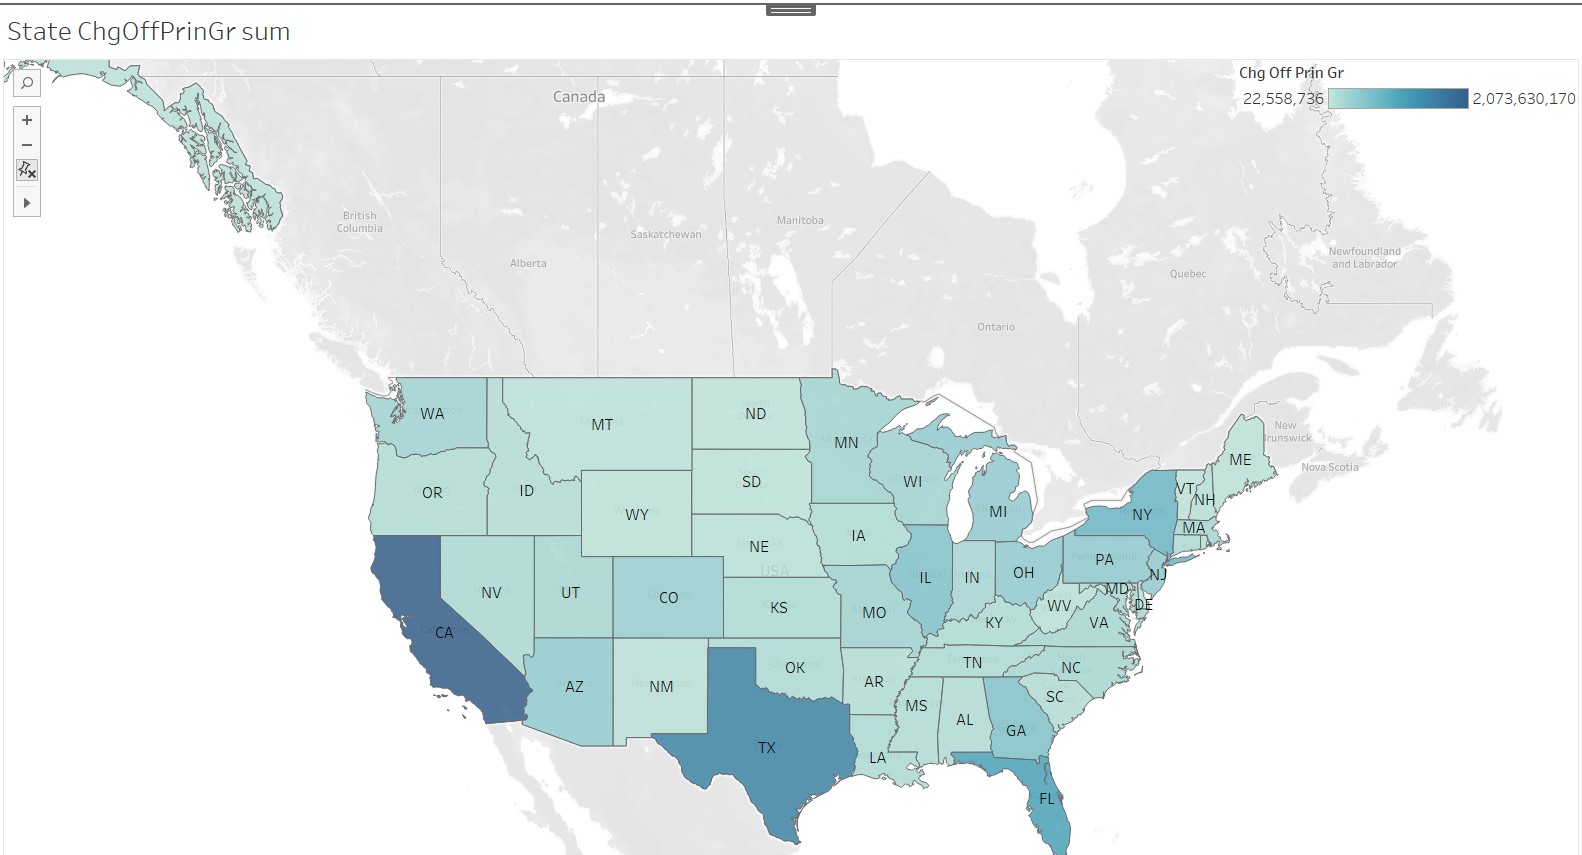 State ChgOffPrinGr sum
Chg Off Prin Gr
22,558,736
2,073,630,170
Canada
British
Columbia
Alberta
Saskatchewan
Manitoba
Ontario
Quebec
Newfoundland
and Labrador
New
Brunswick
Nova Scotia
WA
MT
ND
MN
ME
OR
ID
SD
WI
VT
NH
WY
MI
NY
MA
NE
IA
USA
PA
NV
UT
CO
KS
IL
IN
OH
NJ
MD
DE
CA
MO
WV
KY
VA
AZ
NM
OK
AR
TN
NC
SC
TX
LA
MS
AL
GA
FL